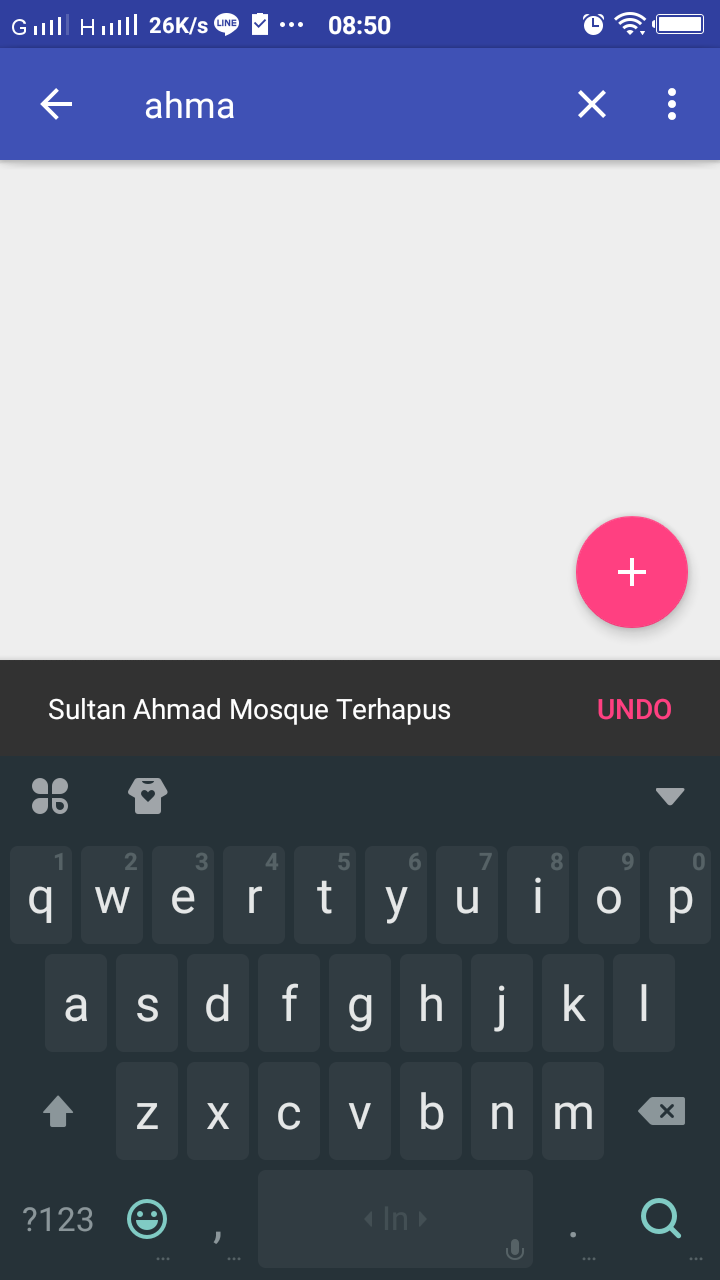 G H 26K/s LINE 08:50
ahma
Sultan Ahmad Mosque Terhapus UNDO
1 2 3 4 5 6 7 8 9 0
q w e r t y u i o p
a s d f g h j k l
z x c v b n m
?123 , In .